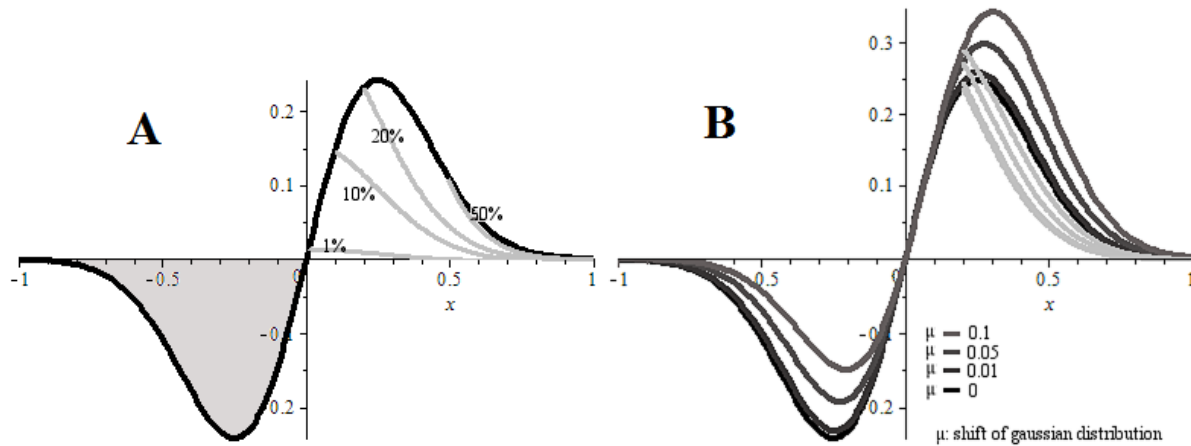 A
0.2
0.1
20%
10%
50%
1%
-1
-0.5
0
0.5
1
x
-0.1
0.2
B
0.3
0.2
0.1
-1
-0.5
0
0.5
1
x
-0.1
0.2
μ 0.1
μ 0.05
μ 0.01
μ 0
μ: shift of gaussian distribution